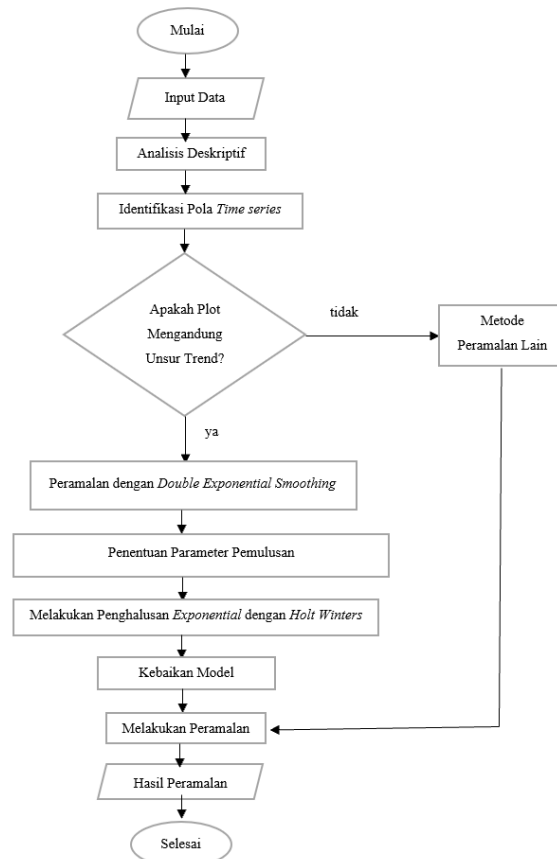 Mulai
Input Data
Analisis Deskriptif
Identifikasi Pola Time series
Apakah Plot
Mengandung
Unsur Trend?
tidak
Metode
Peramalan Lain
ya
Peramalan dengan Double Exponential Smoothing
Penentuan Parameter Pemulusan
Melakukan Penghalusan Exponential dengan Holt Winters
Kebaikan Model
Melakukan Peramalan
Hasil Peramalan
Selesai